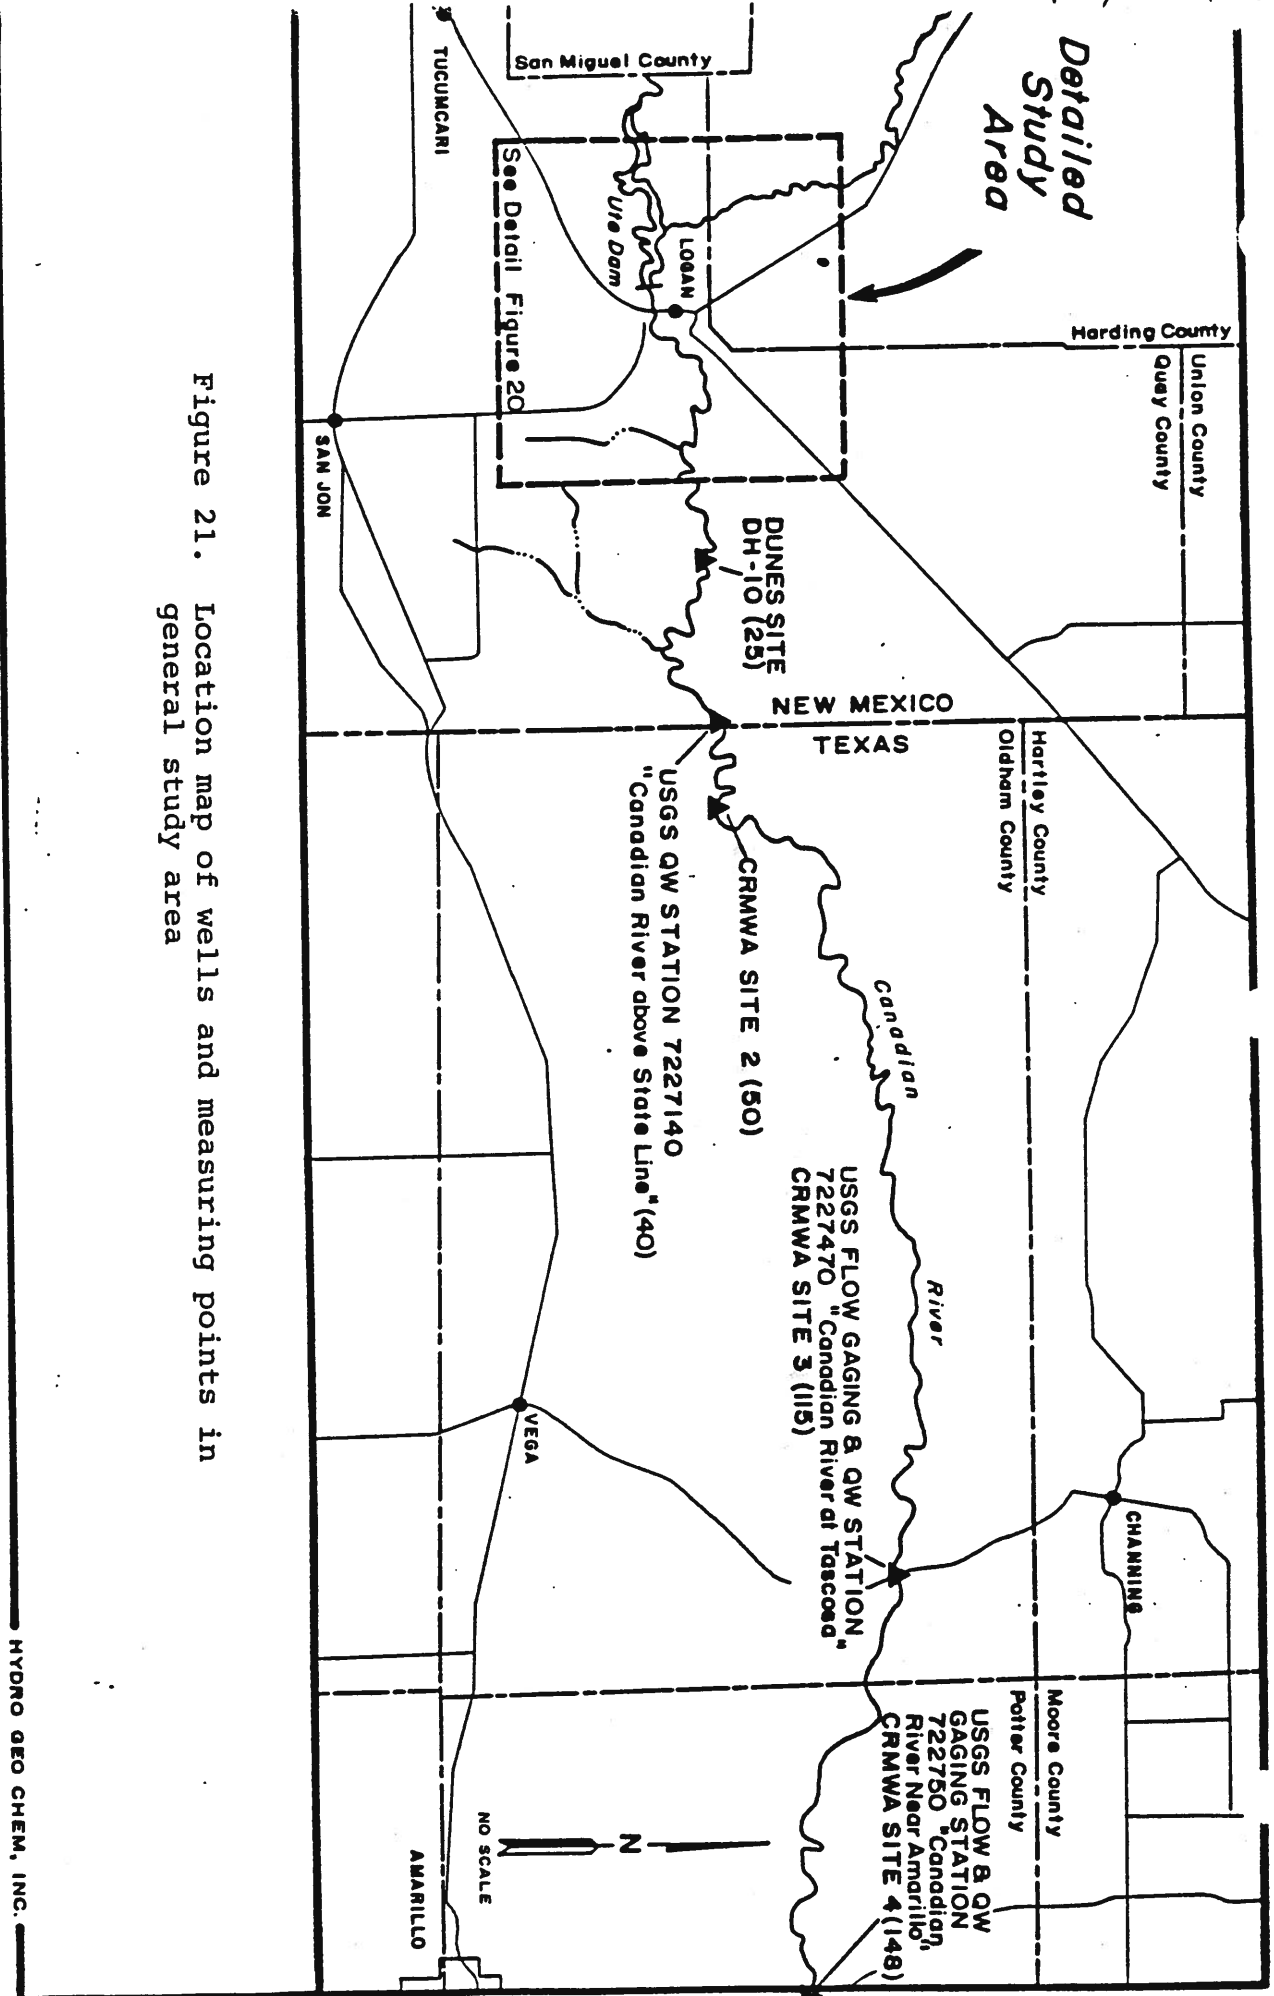 Detailed
Study
Area
San Miguel County
TUCUMCARI
Ute Dam
LOGAN
See Detail Figure 20
Harding County
Union County
Quay County
SAN JON
DUNES SITE
DH-10 (25)
NEW MEXICO
TEXAS
Hartley County
Oldham County
USGS QW STATION 7227140
"Canadian River above State Line" (40)
CRMWA SITE 2 (50)
Canadian
River
USGS FLOW GAGING & QW STATION
7227470 "Canadian River at Tascosa"
CRMWA SITE 3 (115)
VEGA
CHANNING
Moore County
Potter County
USGS FLOW & QW
GAGING STATION
722750 "Canadian
River Near Amarillo"
CRMWA SITE 4 (148)
N
NO SCALE
AMARILLO
Figure 21. Location map of wells and measuring points in
general study area
HYDRO GEO CHEM, INC.